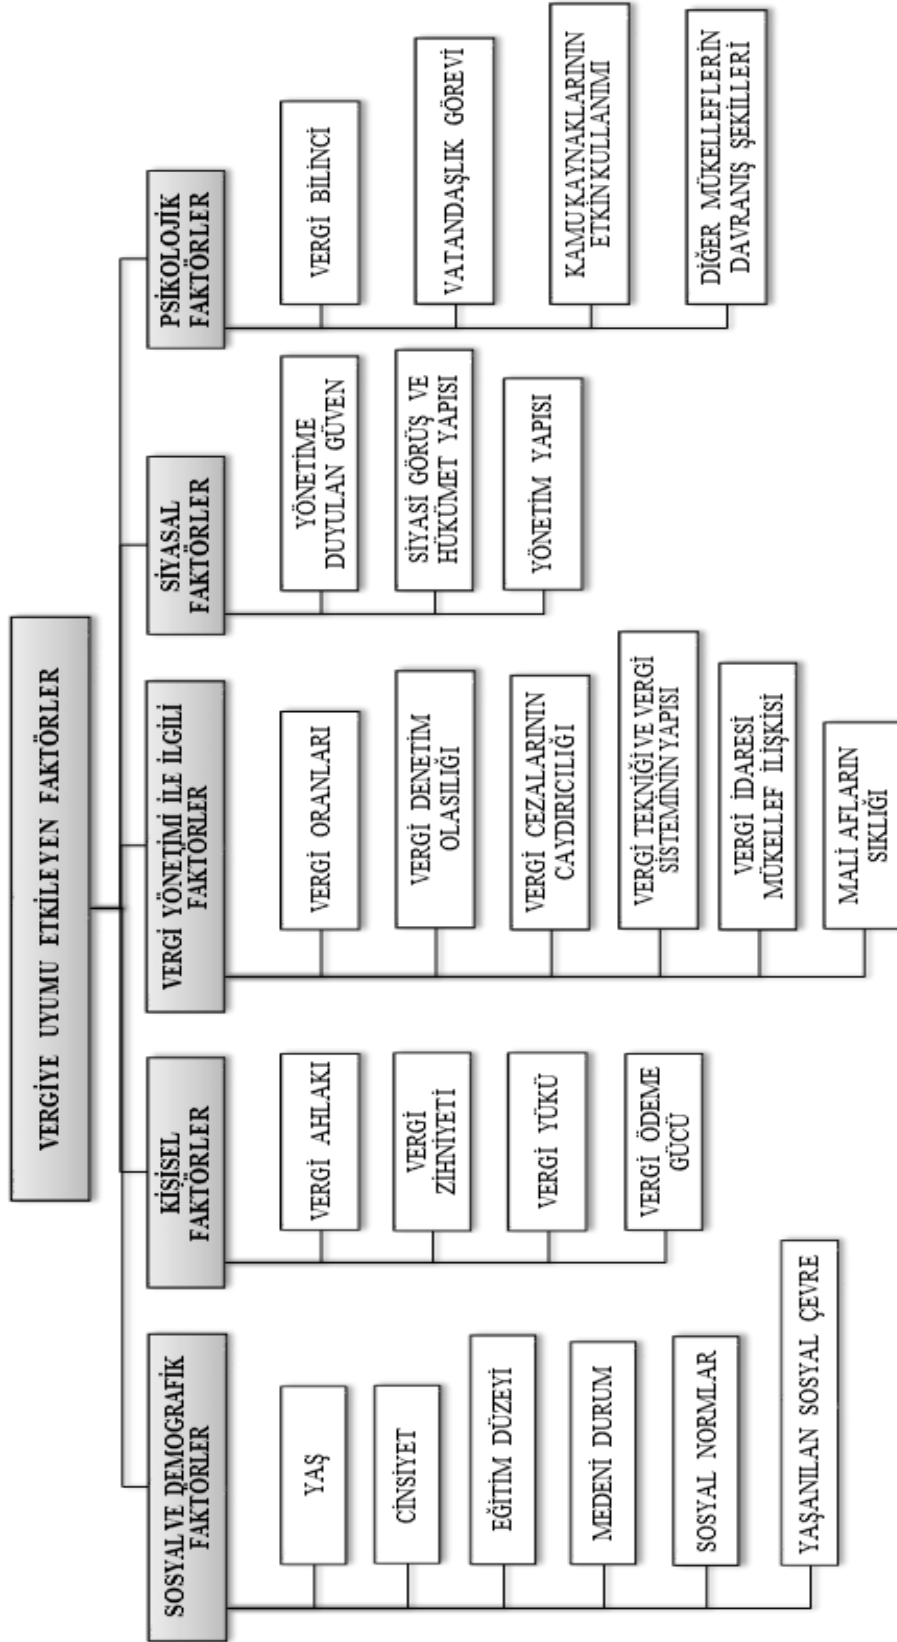 VERGİYE UYUMU ETKİLEYEN FAKTÖRLER
SOSYAL VE DEMOGRAFİK
FAKTÖRLER
YAŞ
CİNSİYET
EĞİTİM DÜZEYİ
MEDENİ DURUM
SOSYAL NORMLAR
YAŞANILAN SOSYAL ÇEVRE
KİŞİSEL
FAKTÖRLER
VERGİ AHLAKI
VERGİ
ZİHNİYETİ
VERGİ YÜKÜ
VERGİ ÖDEME
GÜCÜ
VERGİ YÖNETİMİ İLE İLGİLİ
FAKTÖRLER
VERGİ ORANLARI
VERGİ DENETİM
OLASILIĞI
VERGİ CEZALARININ
CAYDIRICILIĞI
VERGİ TEKNİĞİ VE VERGİ
SİSTEMİNİN YAPISI
VERGİ İDARESİ
MÜKELLEF İLİŞKİSİ
MALİ AFLARIN
SIKLIĞI
SİYASAL
FAKTÖRLER
YÖNETİME
DUYULAN GÜVEN
SİYASİ GÖRÜŞ VE
HÜKÜMET YAPISI
YÖNETİM YAPISI
PSİKOLOJİK
FAKTÖRLER
VERGİ BİLİNCİ
VATANDAŞLIK GÖREVİ
KAMU KAYNAKLARININ
ETKİN KULLANIMI
DİĞER MÜKELLEFLERİN
DAVRANIŞ ŞEKİLLERİ